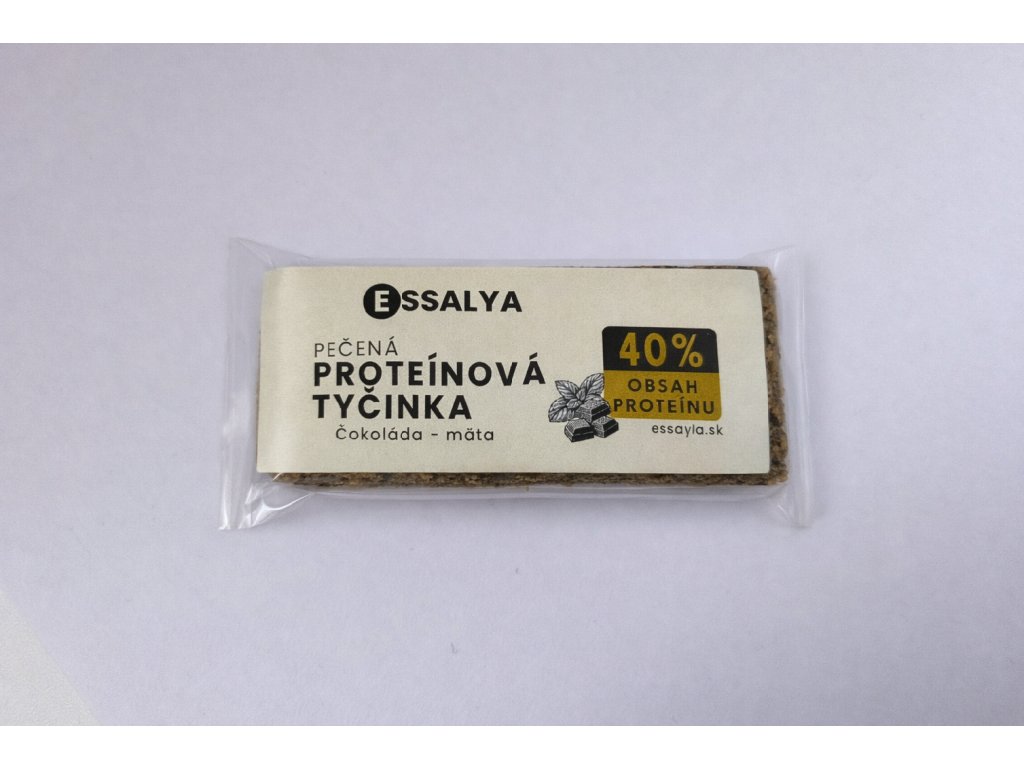 ESSALYA
PEČENÁ
PROTEÍNOVÁ
TYČINKA
Čokoláda - mäta
40%
OBSAH
PROTEÍNU
essayla.sk